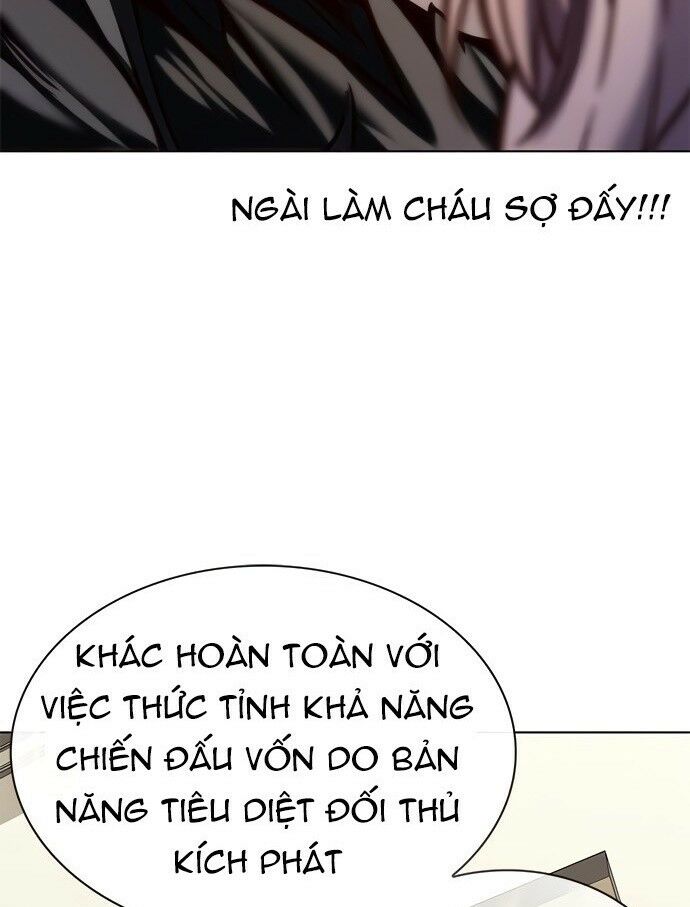 NGÀI LÀM CHÁU SỢ ĐẤY!!!
KHÁC HOÀN TOÀN VỚI
VIỆC THỨC TỈNH KHẢ NĂNG
CHIẾN ĐẤU VỐN DO BẢN
NĂNG TIÊU DIỆT ĐỐI THỦ
KÍCH PHÁT